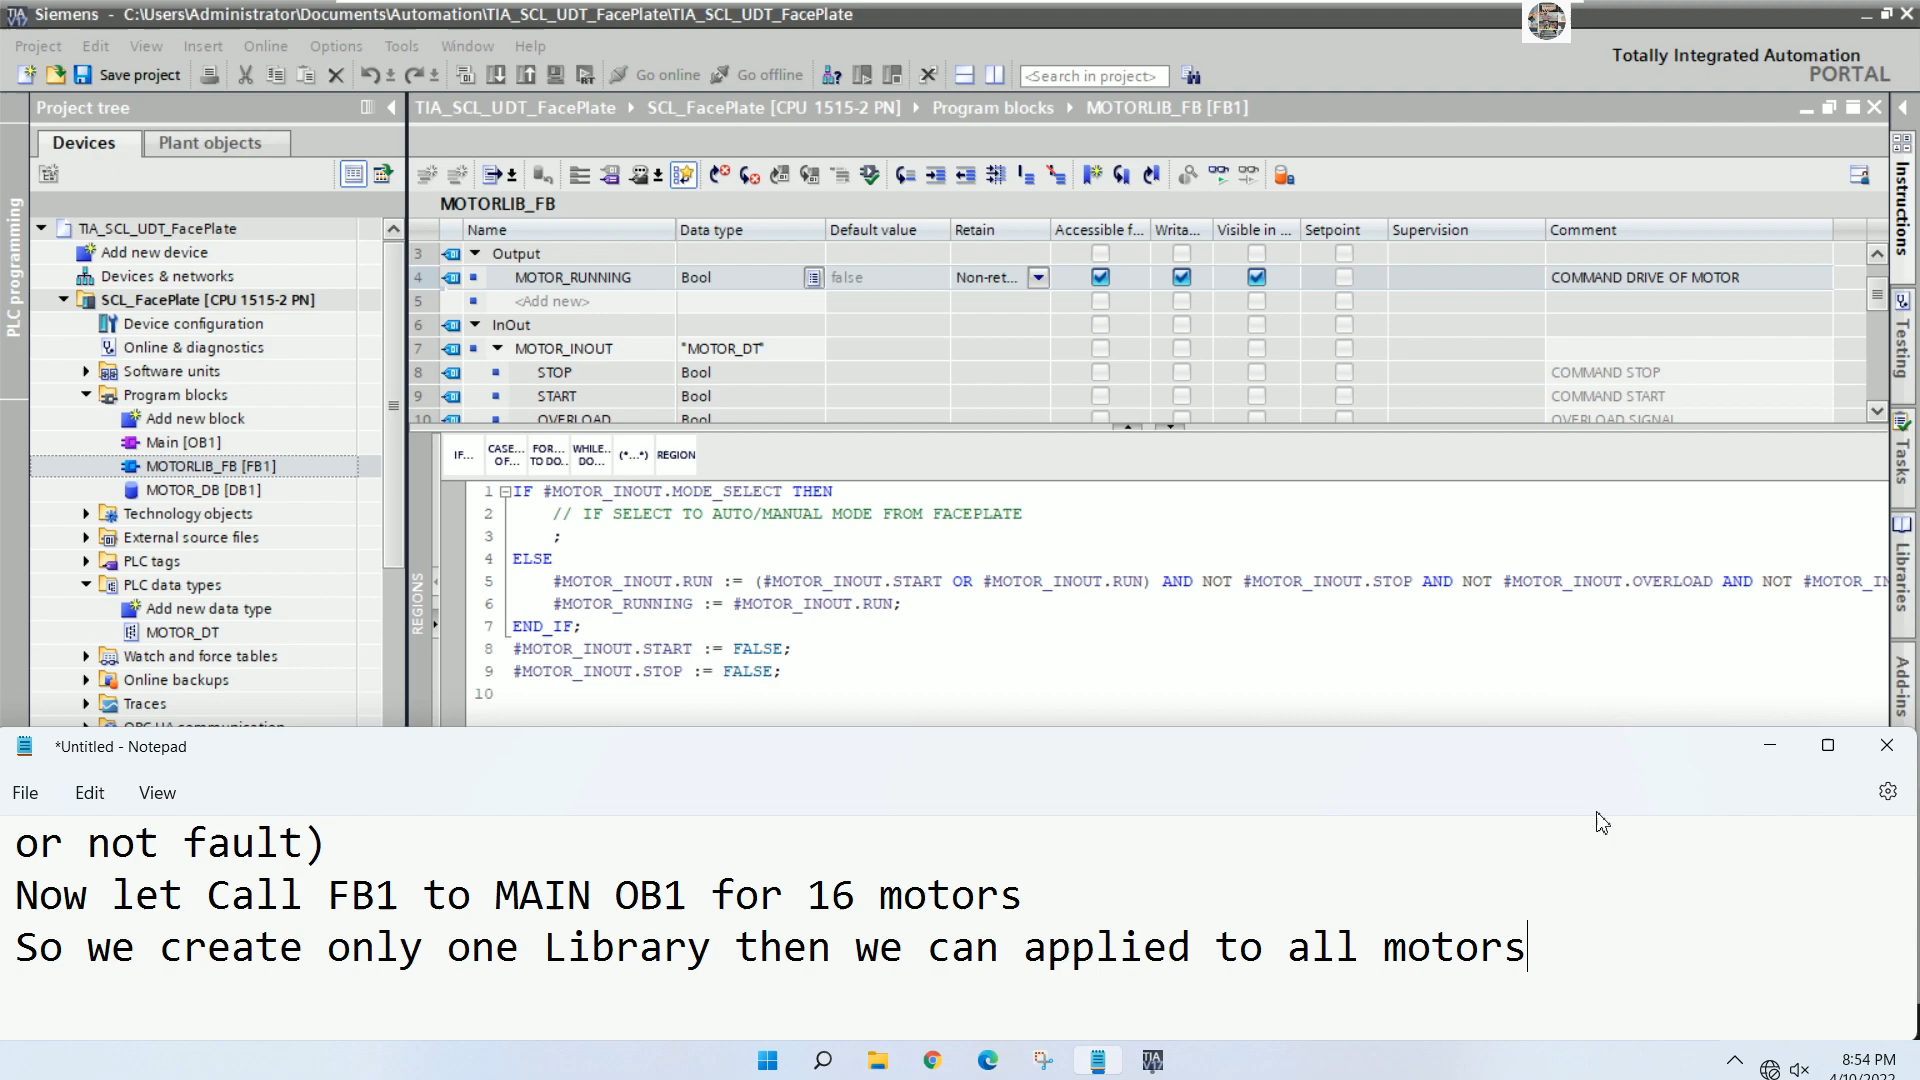 Siemens - C:\Users\Administrator\Documents\Automation\TIA_SCL_UDT_FacePlate\TIA_SCL_UDT_FacePlate
Project Edit View Insert Online Options Tools Window Help
Totally Integrated Automation
PORTAL
Save project
Go online
Go offline
<Search in project>
Project tree
TIA_SCL_UDT_FacePlate SCL_FacePlate [CPU 1515-2 PN] Program blocks MOTORLIB_FB [FB1]
Devices
Plant objects
PLC programming
TIA_SCL_UDT_FacePlate
Add new device
Devices & networks
SCL_FacePlate [CPU 1515-2 PN]
Device configuration
Online & diagnostics
Software units
Program blocks
Add new block
Main [OB1]
MOTORLIB_FB [FB1]
MOTOR_DB [DB1]
Technology objects
External source files
PLC tags
PLC data types
Add new data type
MOTOR_DT
Watch and force tables
Online backups
Traces
MOTORLIB_FB
Name Data type Default value Retain Accessible f... Writa... Visible in ... Setpoint Supervision Comment
3 Output
4 MOTOR_RUNNING Bool false Non-ret... COMMAND DRIVE OF MOTOR
5 <Add new>
6 InOut
7 MOTOR_INOUT "MOTOR_DT"
8 STOP Bool COMMAND STOP
9 START Bool COMMAND START
10 OVERLOAD Bool OVERLOAD SIGNAL
IF... CASE... OF... FOR... TO DO... WHILE.. DO... (*...*) REGION
REGIONS
1 IF #MOTOR_INOUT.MODE_SELECT THEN
2 // IF SELECT TO AUTO/MANUAL MODE FROM FACEPLATE
3 ;
4 ELSE
5 #MOTOR_INOUT.RUN := (#MOTOR_INOUT.START OR #MOTOR_INOUT.RUN) AND NOT #MOTOR_INOUT.STOP AND NOT #MOTOR_INOUT.OVERLOAD AND NOT #MOTOR_IN
6 #MOTOR_RUNNING := #MOTOR_INOUT.RUN;
7 END_IF;
8 #MOTOR_INOUT.START := FALSE;
9 #MOTOR_INOUT.STOP := FALSE;
10
Instructions
Testing
Tasks
Libraries
Add-ins
*Untitled - Notepad
File Edit View
or not fault)
Now let Call FB1 to MAIN OB1 for 16 motors
So we create only one Library then we can applied to all motors
8:54 PM
4/10/2022